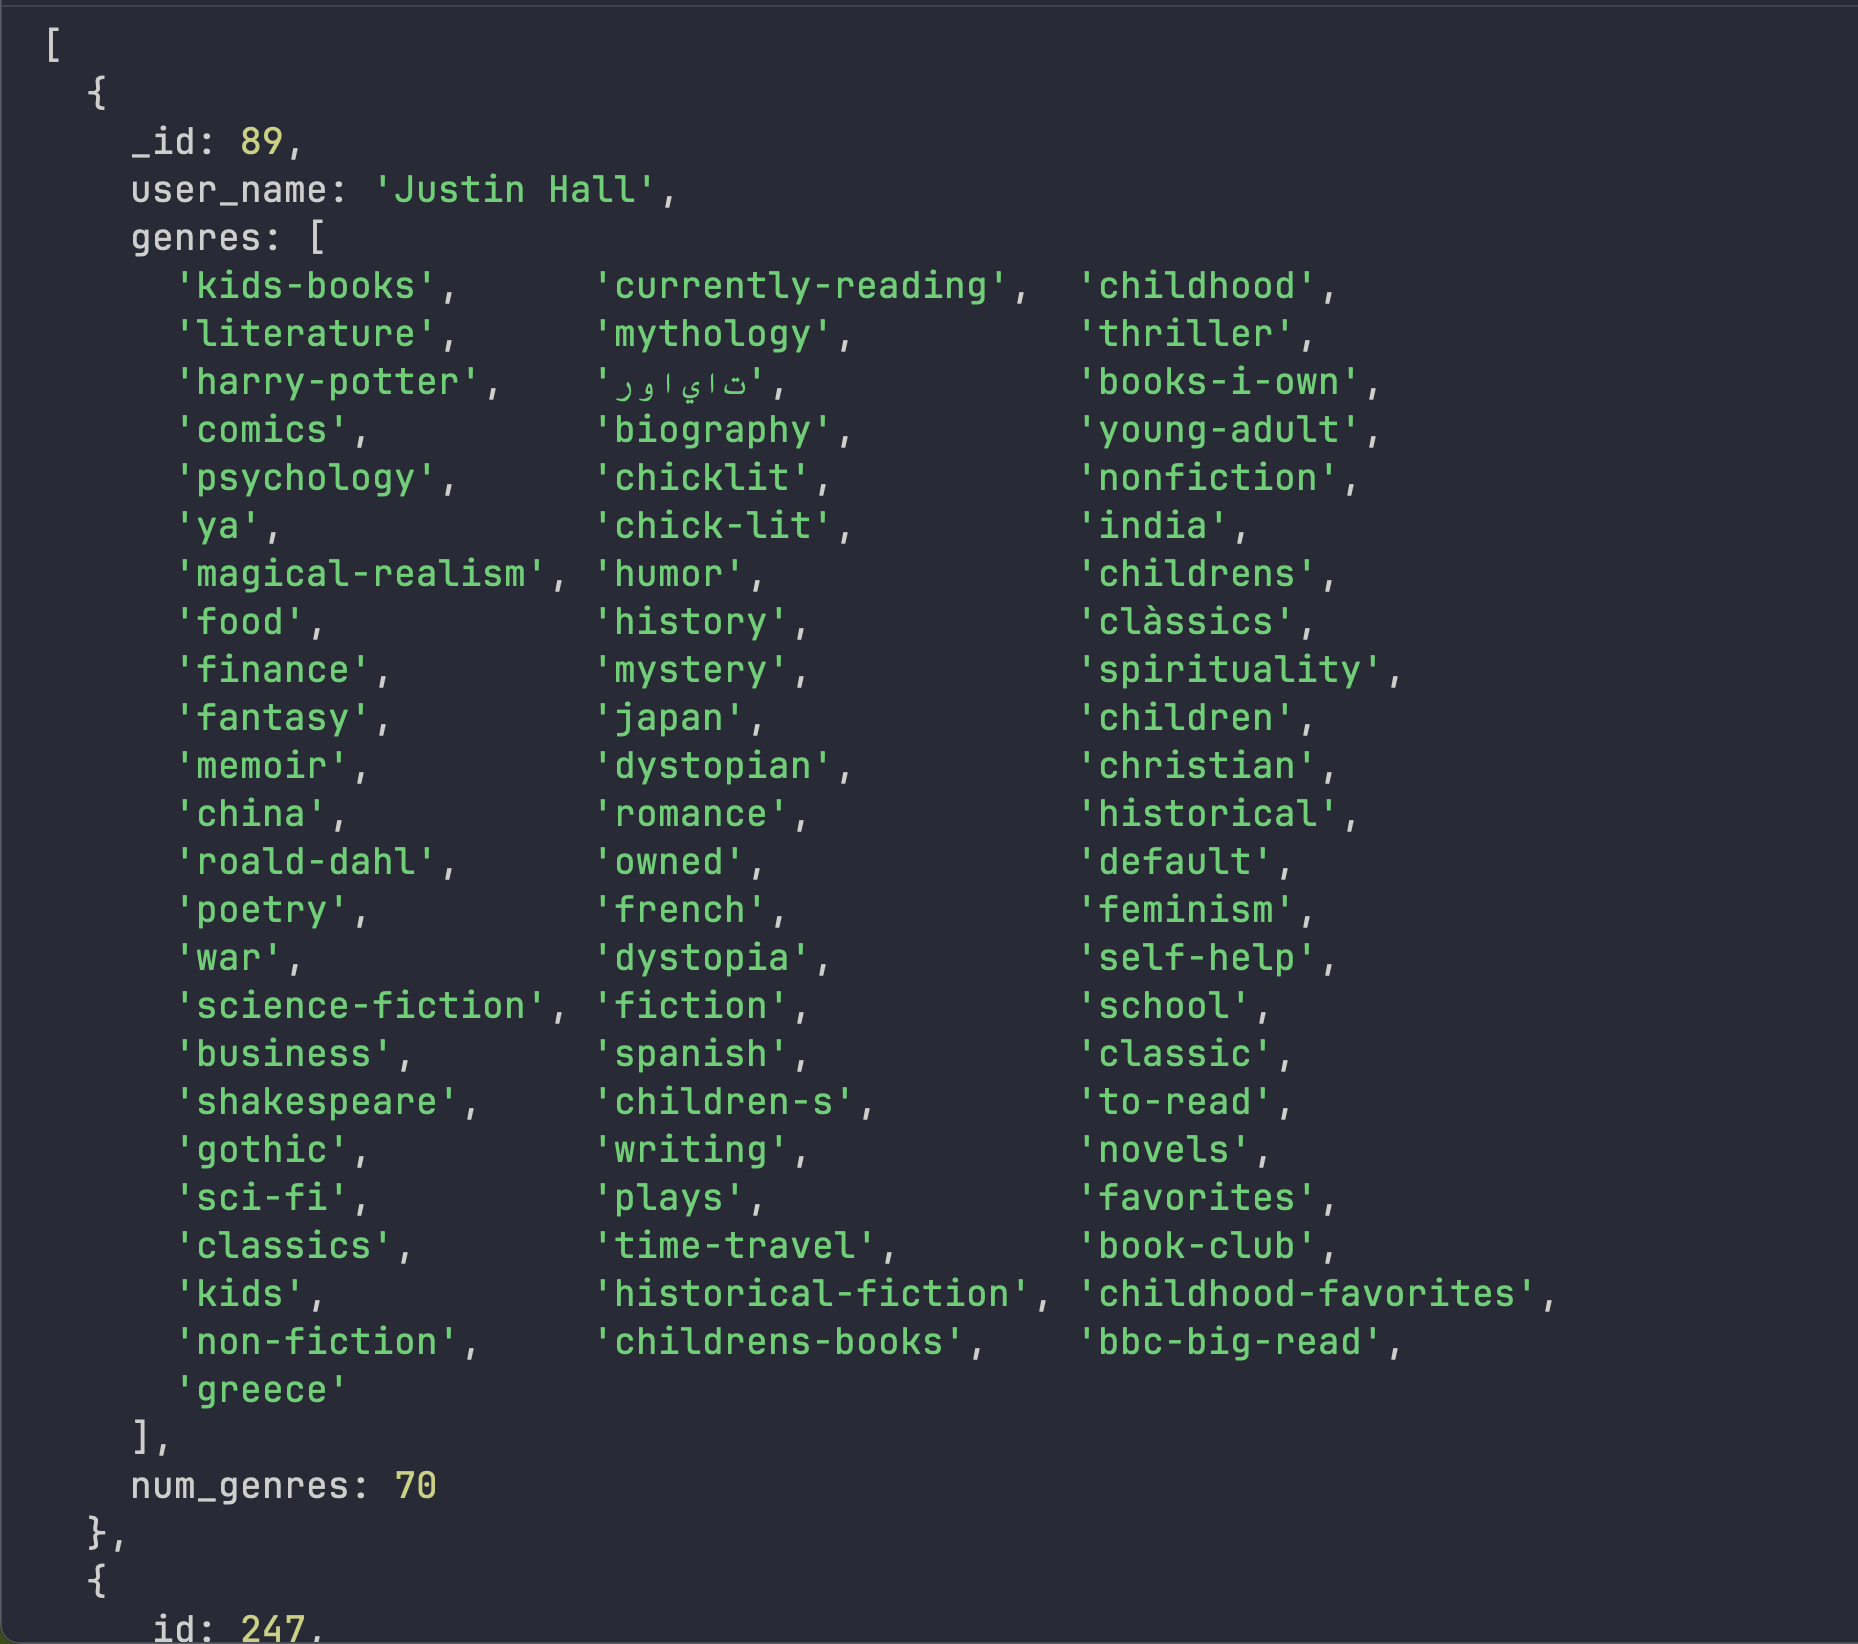 [
  {
    _id: 89,
    user_name: 'Justin Hall',
    genres: [
      'kids-books',      'currently-reading',  'childhood',
      'literature',      'mythology',          'thriller',
      'harry-potter',    'روايات',             'books-i-own',
      'comics',          'biography',          'young-adult',
      'psychology',      'chicklit',           'nonfiction',
      'ya',              'chick-lit',          'india',
      'magical-realism', 'humor',              'childrens',
      'food',            'history',            'clàssics',
      'finance',         'mystery',            'spirituality',
      'fantasy',         'japan',              'children',
      'memoir',          'dystopian',          'christian',
      'china',           'romance',            'historical',
      'roald-dahl',      'owned',              'default',
      'poetry',          'french',             'feminism',
      'war',             'dystopia',           'self-help',
      'science-fiction', 'fiction',            'school',
      'business',        'spanish',            'classic',
      'shakespeare',     'children-s',         'to-read',
      'gothic',          'writing',            'novels',
      'sci-fi',          'plays',              'favorites',
      'classics',        'time-travel',        'book-club',
      'kids',            'historical-fiction', 'childhood-favorites',
      'non-fiction',     'childrens-books',    'bbc-big-read',
      'greece'
    ],
    num_genres: 70
  },
  {
    _id: 247,